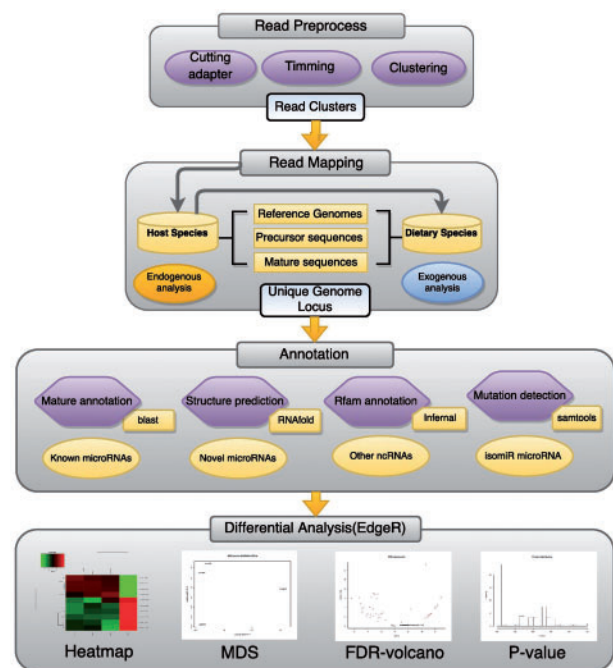 Read Preprocess
Cutting
adapter
Timming
Clustering
Read Clusters
Read Mapping
Host Species
Reference Genomes
Precursor sequences
Mature sequences
Dietary Species
Endogenous
analysis
Exogenous
analysis
Unique Genome
Locus
Annotation
Mature annotation
blast
Known microRNAs
Structure prediction
RNAfold
Novel microRNAs
Rfam annotation
Infernal
Other ncRNAs
Mutation detection
samtools
isomiR microRNA
Differential Analysis(EdgeR)
Heatmap
MDS
FDR-volcano
P-value